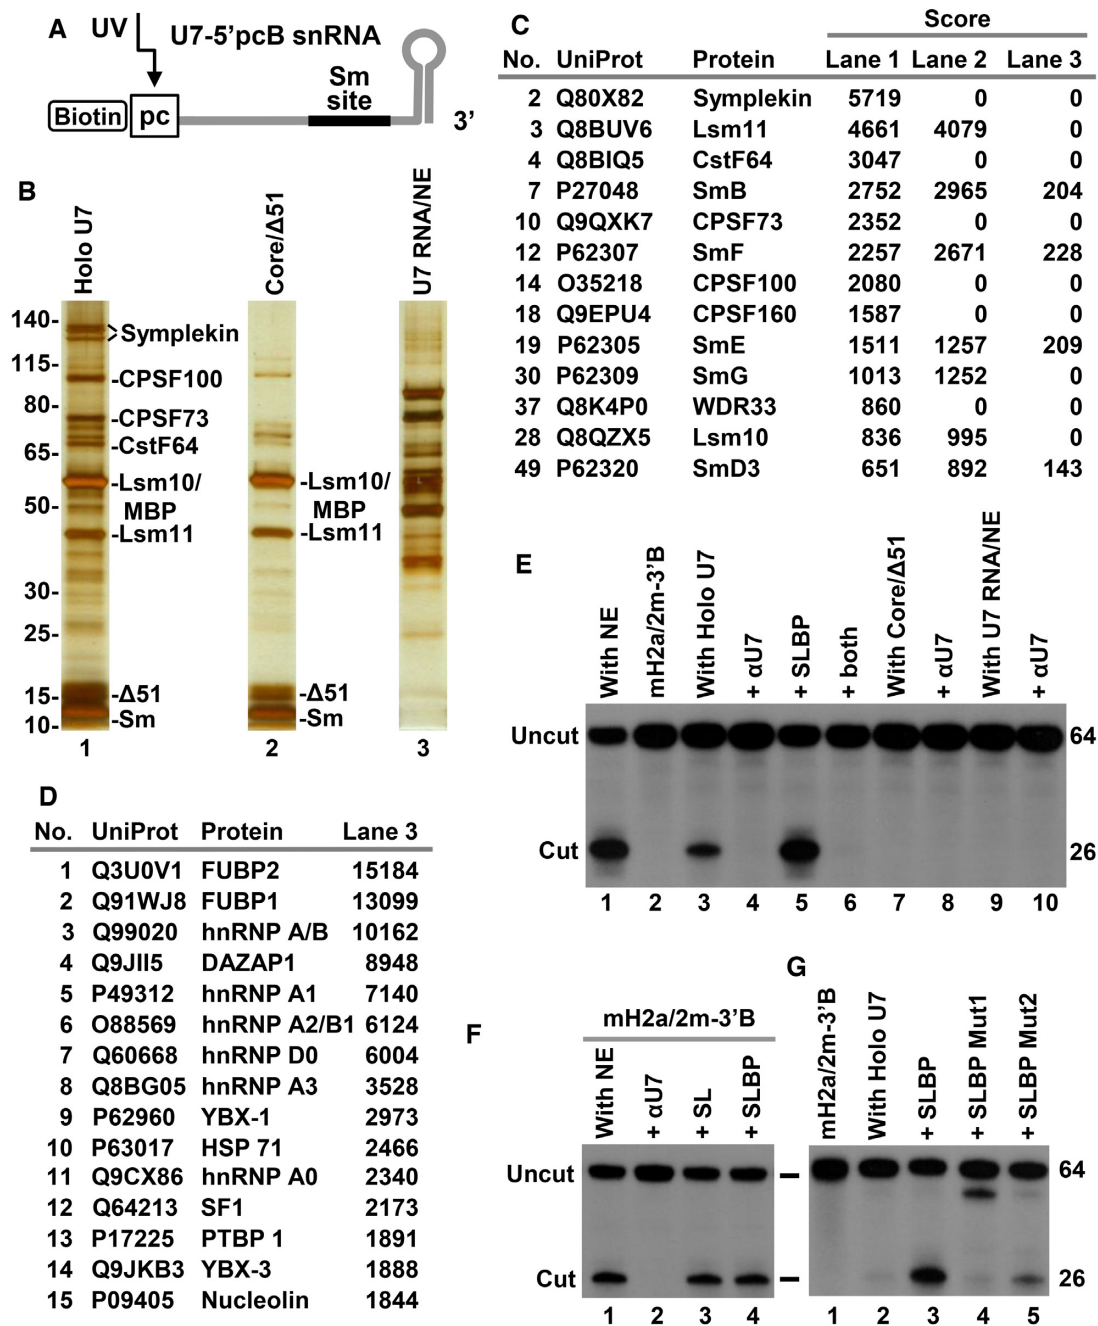 A
UV
U7-5'pcB snRNA
Sm
site
Biotin
pc
3'
B
Holo U7
Core/Δ51
U7 RNA/NE
140-
115-
80-
65-
50-
30-
25-
15-
10-
Symplekin
-CPSF100
-CPSF73
-CstF64
-Lsm10/
MBP
-Lsm11
-Δ51
-Sm
-Lsm10/
MBP
-Lsm11
-Δ51
-Sm
1 2 3
C
Score
No. UniProt Protein Lane 1 Lane 2 Lane 3
2 Q80X82 Symplekin 5719 0 0
3 Q8BUV6 Lsm11 4661 4079 0
4 Q8BIQ5 CstF64 3047 0 0
7 P27048 SmB 2752 2965 204
10 Q9QXK7 CPSF73 2352 0 0
12 P62307 SmF 2257 2671 228
14 O35218 CPSF100 2080 0 0
18 Q9EPU4 CPSF160 1587 0 0
19 P62305 SmE 1511 1257 209
30 P62309 SmG 1013 1252 0
37 Q8K4P0 WDR33 860 0 0
28 Q8QZX5 Lsm10 836 995 0
49 P62320 SmD3 651 892 143
D
No. UniProt Protein Lane 3
1 Q3U0V1 FUBP2 15184
2 Q91WJ8 FUBP1 13099
3 Q99020 hnRNP A/B 10162
4 Q9JII5 DAZAP1 8948
5 P49312 hnRNP A1 7140
6 O88569 hnRNP A2/B1 6124
7 Q60668 hnRNP D0 6004
8 Q8BG05 hnRNP A3 3528
9 P62960 YBX-1 2973
10 P63017 HSP 71 2466
11 Q9CX86 hnRNP A0 2340
12 Q64213 SF1 2173
13 P17225 PTBP 1 1891
14 Q9JKB3 YBX-3 1888
15 P09405 Nucleolin 1844
E
With NE
mH2a/2m-3'B
With Holo U7
+ αU7
+ SLBP
+ both
With Core/Δ51
+ αU7
With U7 RNA/NE
+ αU7
Uncut
64
Cut
26
1 2 3 4 5 6 7 8 9 10
F
mH2a/2m-3'B
With NE
+ αU7
+ SL
+ SLBP
Uncut
Cut
1 2 3 4
G
mH2a/2m-3'B
With Holo U7
+ SLBP
+ SLBP Mut1
+ SLBP Mut2
64
26
1 2 3 4 5